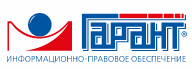 ГАРАНТ®
ИНФОРМАЦИОННО-ПРАВОВОЕ ОБЕСПЕЧЕНИЕ